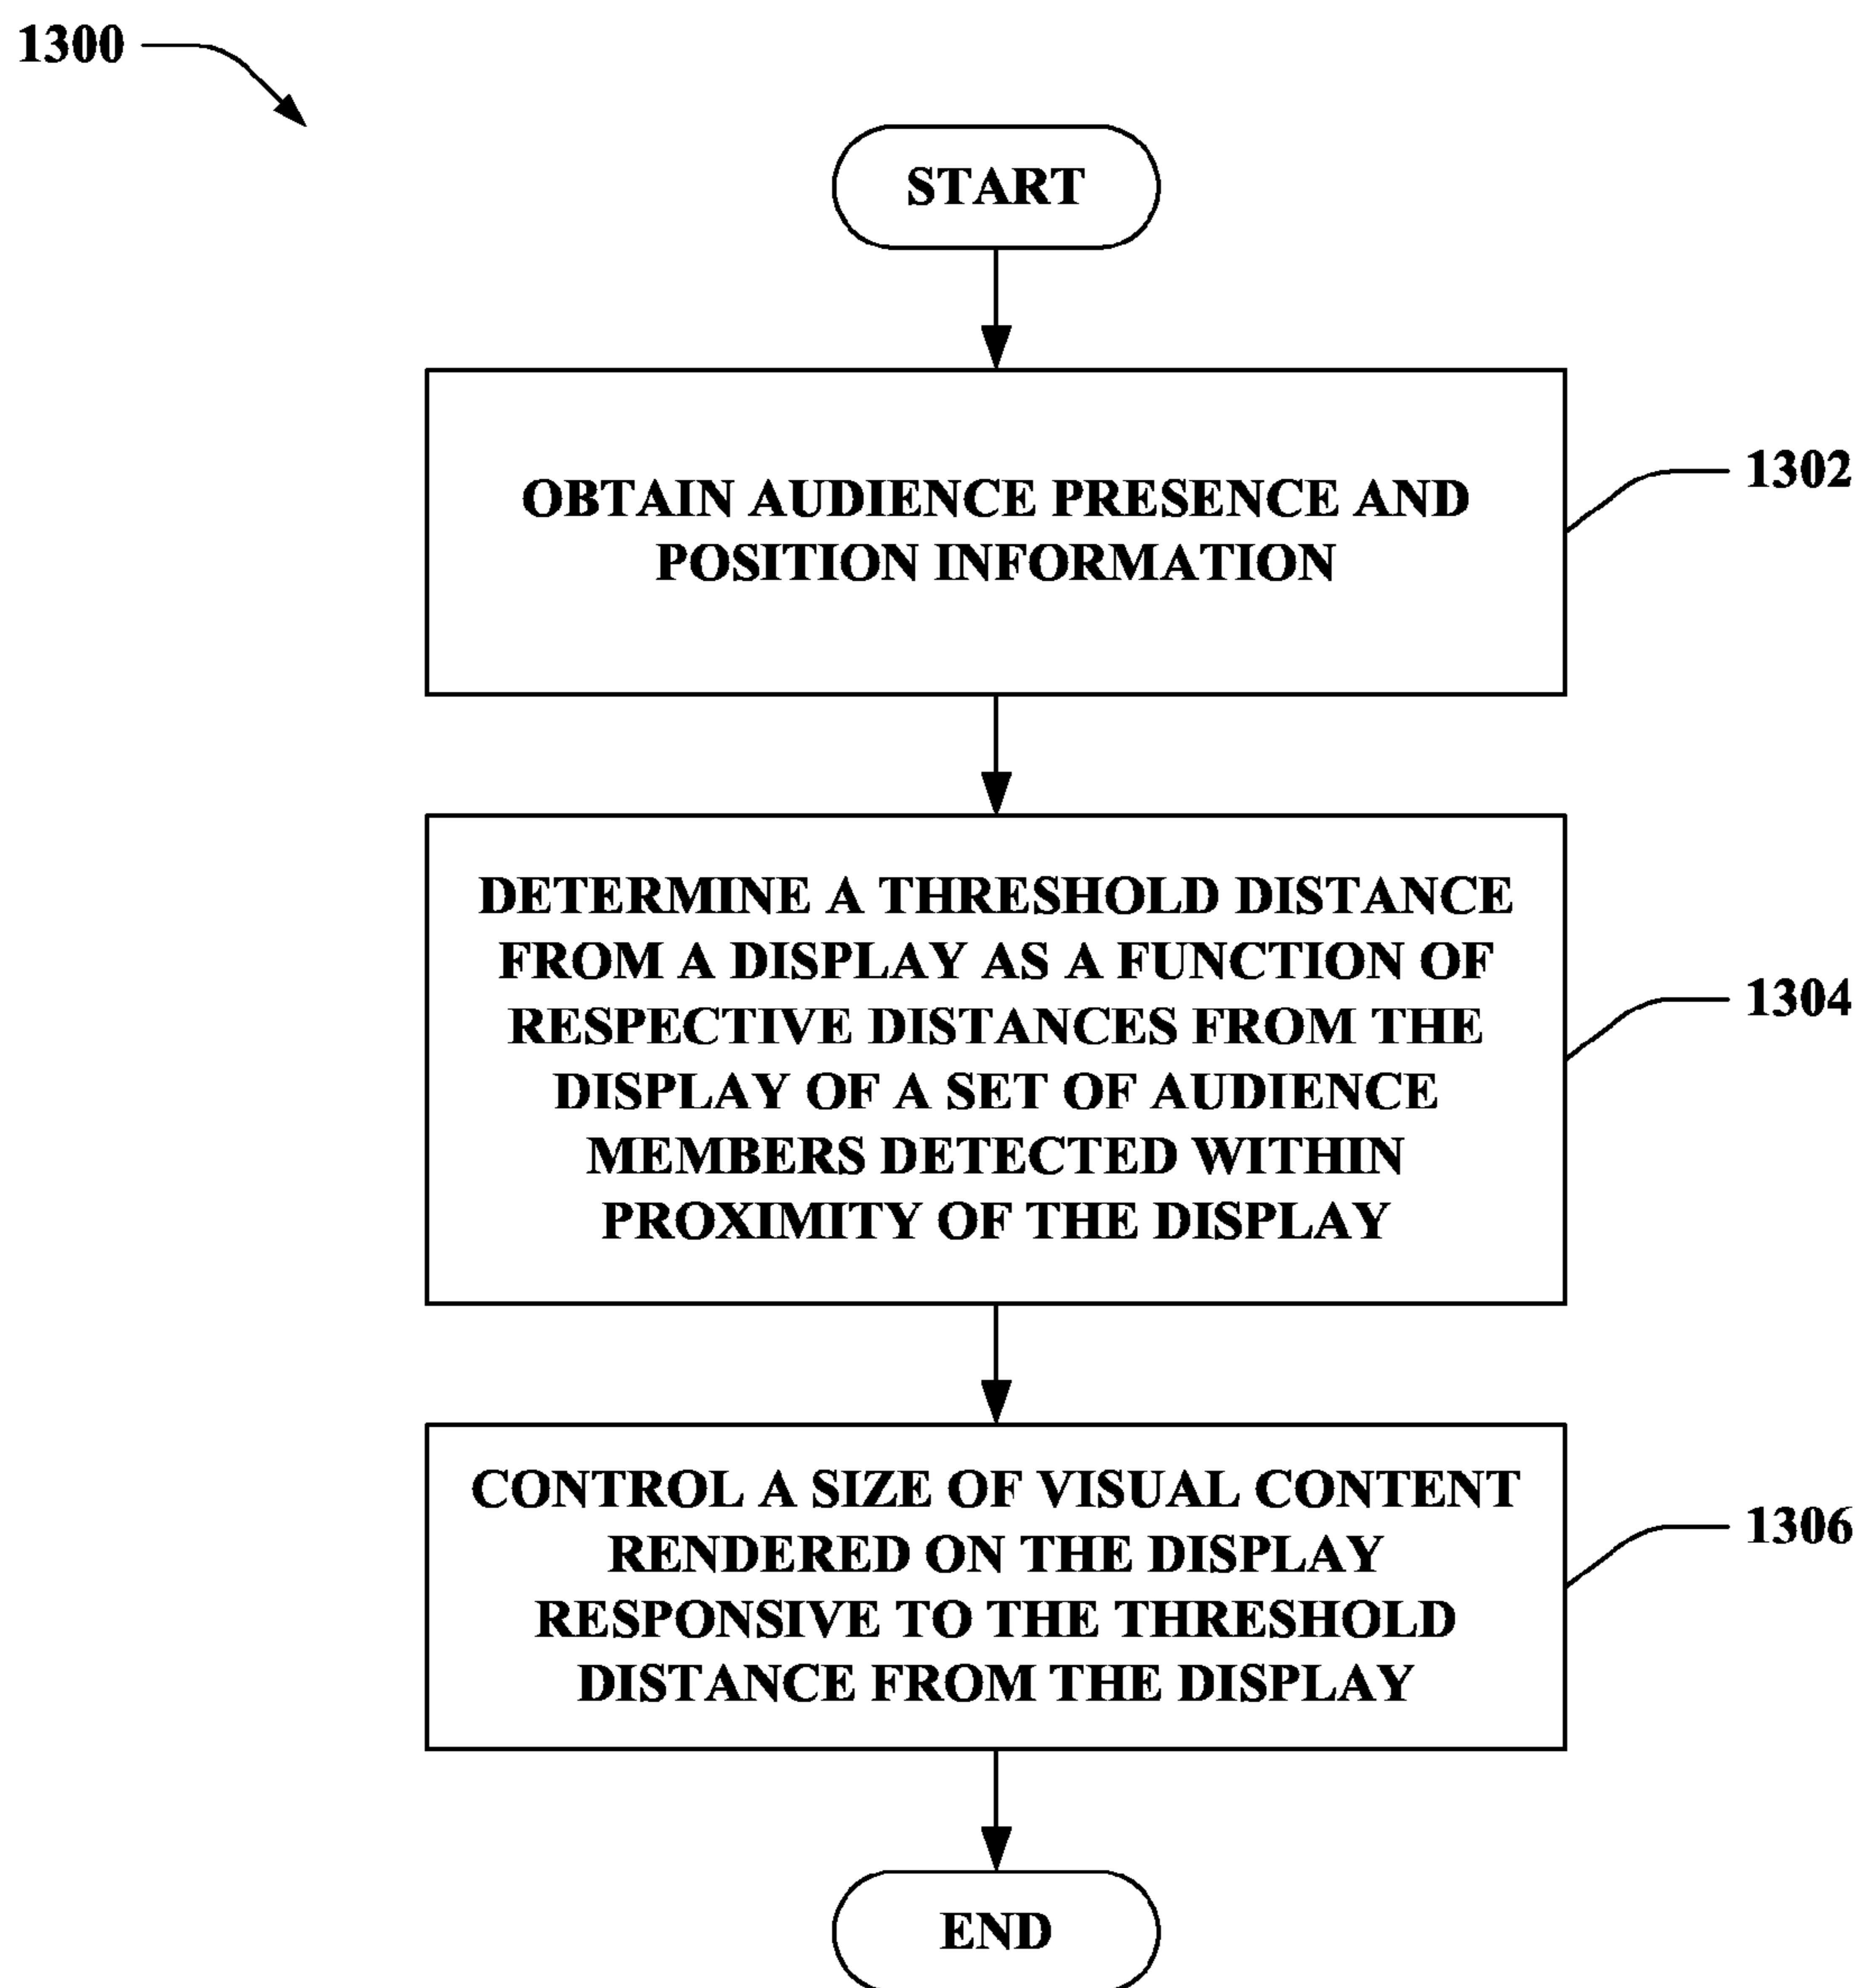 1300
START
OBTAIN AUDIENCE PRESENCE AND
POSITION INFORMATION
1302
DETERMINE A THRESHOLD DISTANCE
FROM A DISPLAY AS A FUNCTION OF
RESPECTIVE DISTANCES FROM THE
DISPLAY OF A SET OF AUDIENCE
MEMBERS DETECTED WITHIN
PROXIMITY OF THE DISPLAY
1304
CONTROL A SIZE OF VISUAL CONTENT
RENDERED ON THE DISPLAY
RESPONSIVE TO THE THRESHOLD
DISTANCE FROM THE DISPLAY
1306
END